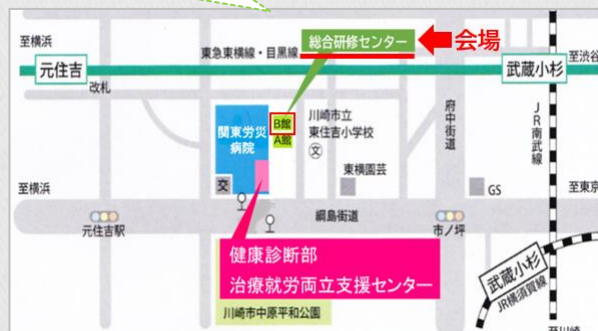 至横浜
東急東横線・目黒線
総合研修センター
会場
元住吉
武蔵小杉
至渋谷
改札
関東労災
病院
B館
A館
川崎市立
東住吉小学校
文
府中街道
JR南武線
東横園芸
交
GS
至横浜
至東京
綱島街道
元住吉駅
市ノ坪
健康診断部
治療就労両立支援センター
川崎市中原平和公園
武蔵小杉
JR横須賀線
至川崎